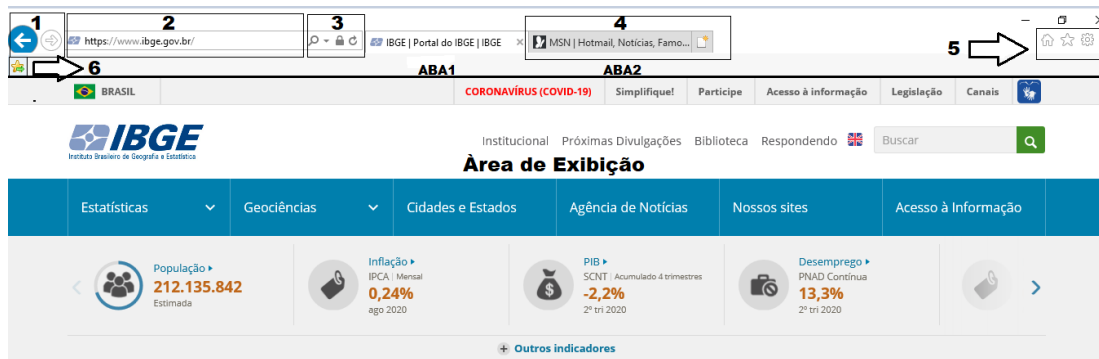 1 2 3 4
https://www.ibge.gov.br/ IBGE | Portal do IBGE | IBGE MSN | Hotmail, Notícias, Famo...
5
6 ABA1 ABA2
BRASIL CORONAVÍRUS (COVID-19) Simplifique! Participe Acesso à informação Legislação Canais
IBGE
Instituto Brasileiro de Geografia e Estatística
Institucional Próximas Divulgações Biblioteca Respondendo Buscar
Àrea de Exibição
Estatísticas Geociências Cidades e Estados Agência de Notícias Nossos sites Acesso à Informação
População Inflação PIB Desemprego
IPCA | Mensal SCNT | Acumulado 4 trimestres PNAD Contínua
212.135.842 0,24% -2,2% 13,3%
Estimada ago 2020 2º tri 2020 2º tri 2020
+ Outros indicadores